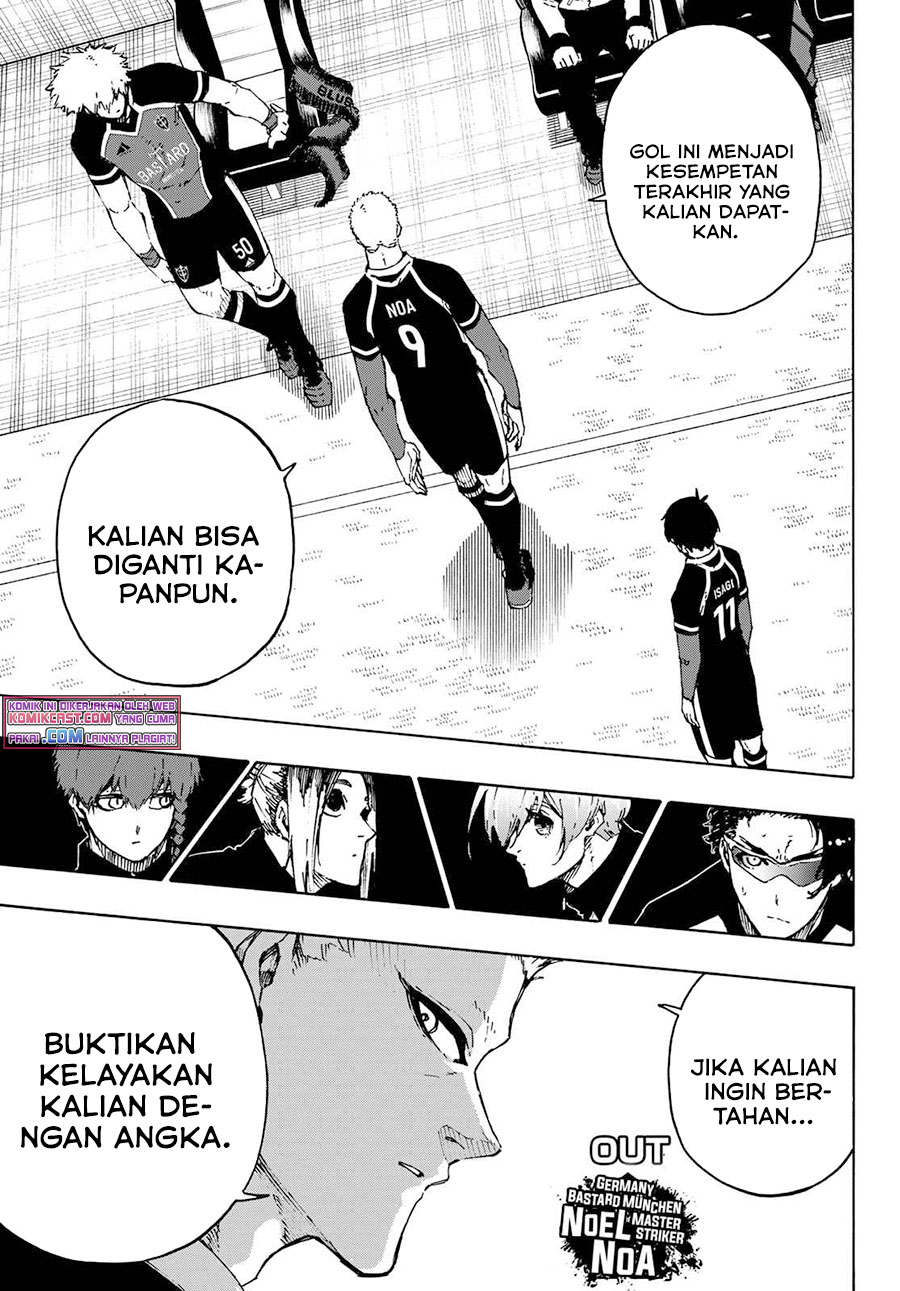 GOL INI MENJADI
KESEMPETAN
TERAKHIR YANG
KALIAN DAPAT-
KAN.
BLUE
BASTARD
50
NOA
9
ISAGI
11
KALIAN BISA
DIGANTI KA-
PANPUN.
KOMIK INI DIKERJAKAN OLEH WEB
KOMIKCAST.COM YANG CUMA
PAKAI .COM LAINNYA PLAGIAT!
JIKA KALIAN
INGIN BER-
TAHAN...
BUKTIKAN
KELAYAKAN
KALIAN DE-
NGAN ANGKA.
OUT
GERMANY
BASTARD MÜNCHEN
NOEL MASTER
STRIKER
NOA